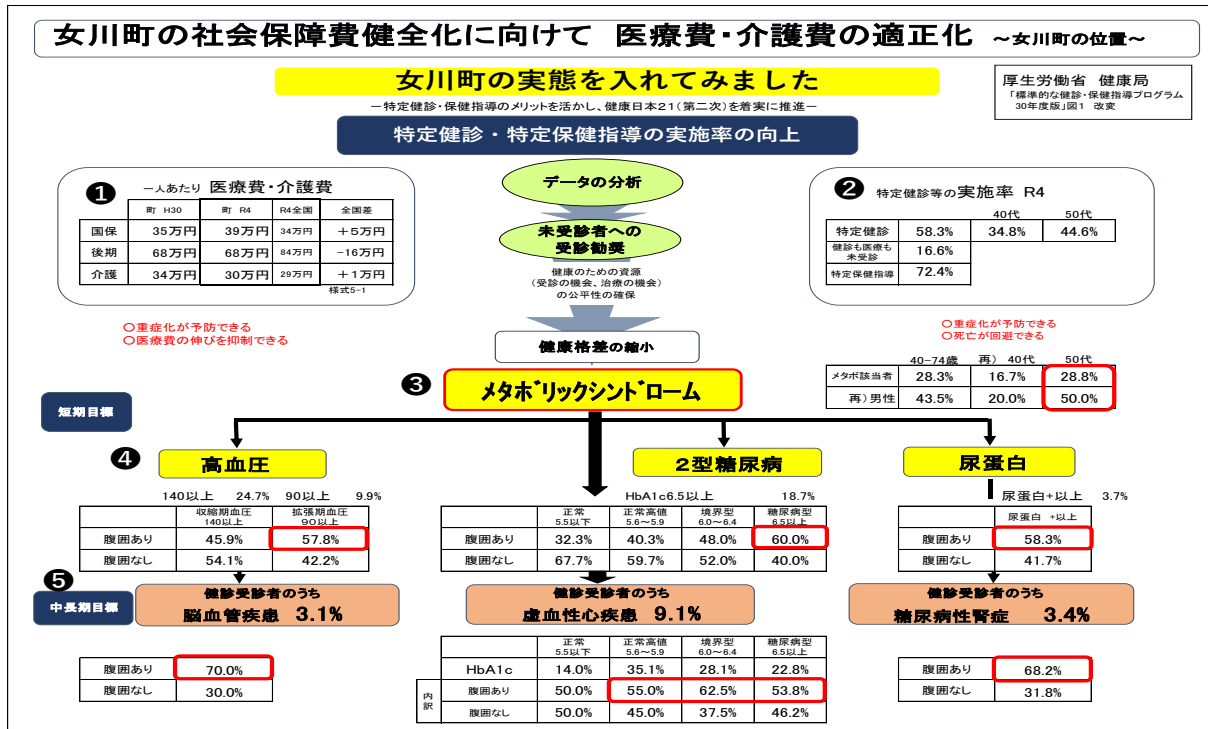 女川町の社会保障費健全化に向けて 医療費・介護費の適正化 ～女川町の位置～
女川町の実態を入れてみました
－特定健診・保健指導のメリットを活かし、健康日本21(第二次)を着実に推進－
厚生労働省 健康局
「標準的な健診・保健指導プログラム
30年度版」図1 改変
特定健診・特定保健指導の実施率の向上
❶ 一人あたり 医療費・介護費
町 H30 町 R4 R4全国 全国差
国保 35万円 39万円 34万円 +5万円
後期 68万円 68万円 84万円 -16万円
介護 34万円 30万円 29万円 +1万円
様式5-1
○重症化が予防できる
○医療費の伸びを抑制できる
データの分析
未受診者への
受診勧奨
健康のための資源
(受診の機会、治療の機会)
の公平性の確保
健康格差の縮小
❷ 特定健診等の実施率 R4
40代 50代
特定健診 58.3% 34.8% 44.6%
健診も医療も
未受診 16.6%
特定保健指導 72.4%
○重症化が予防できる
○死亡が回避できる
40-74歳 再) 40代 50代
メタボ該当者 28.3% 16.7% 28.8%
再)男性 43.5% 20.0% 50.0%
❸ メタボリックシンドローム
短期目標
❹ 高血圧
140以上 24.7% 90以上 9.9%
収縮期血圧 拡張期血圧
140以上 90以上
腹囲あり 45.9% 57.8%
腹囲なし 54.1% 42.2%
2型糖尿病
HbA1c6.5以上 18.7%
正常 正常高値 境界型 糖尿病型
5.5以下 5.6～5.9 6.0～6.4 6.5以上
腹囲あり 32.3% 40.3% 48.0% 60.0%
腹囲なし 67.7% 59.7% 52.0% 40.0%
尿蛋白
尿蛋白+以上 3.7%
尿蛋白 +以上
腹囲あり 58.3%
腹囲なし 41.7%
❺
中長期目標
健診受診者のうち
脳血管疾患 3.1%
腹囲あり 70.0%
腹囲なし 30.0%
健診受診者のうち
虚血性心疾患 9.1%
正常 正常高値 境界型 糖尿病型
5.5以下 5.6～5.9 6.0～6.4 6.5以上
HbA1c 14.0% 35.1% 28.1% 22.8%
内訳 腹囲あり 50.0% 55.0% 62.5% 53.8%
腹囲なし 50.0% 45.0% 37.5% 46.2%
健診受診者のうち
糖尿病性腎症 3.4%
腹囲あり 68.2%
腹囲なし 31.8%